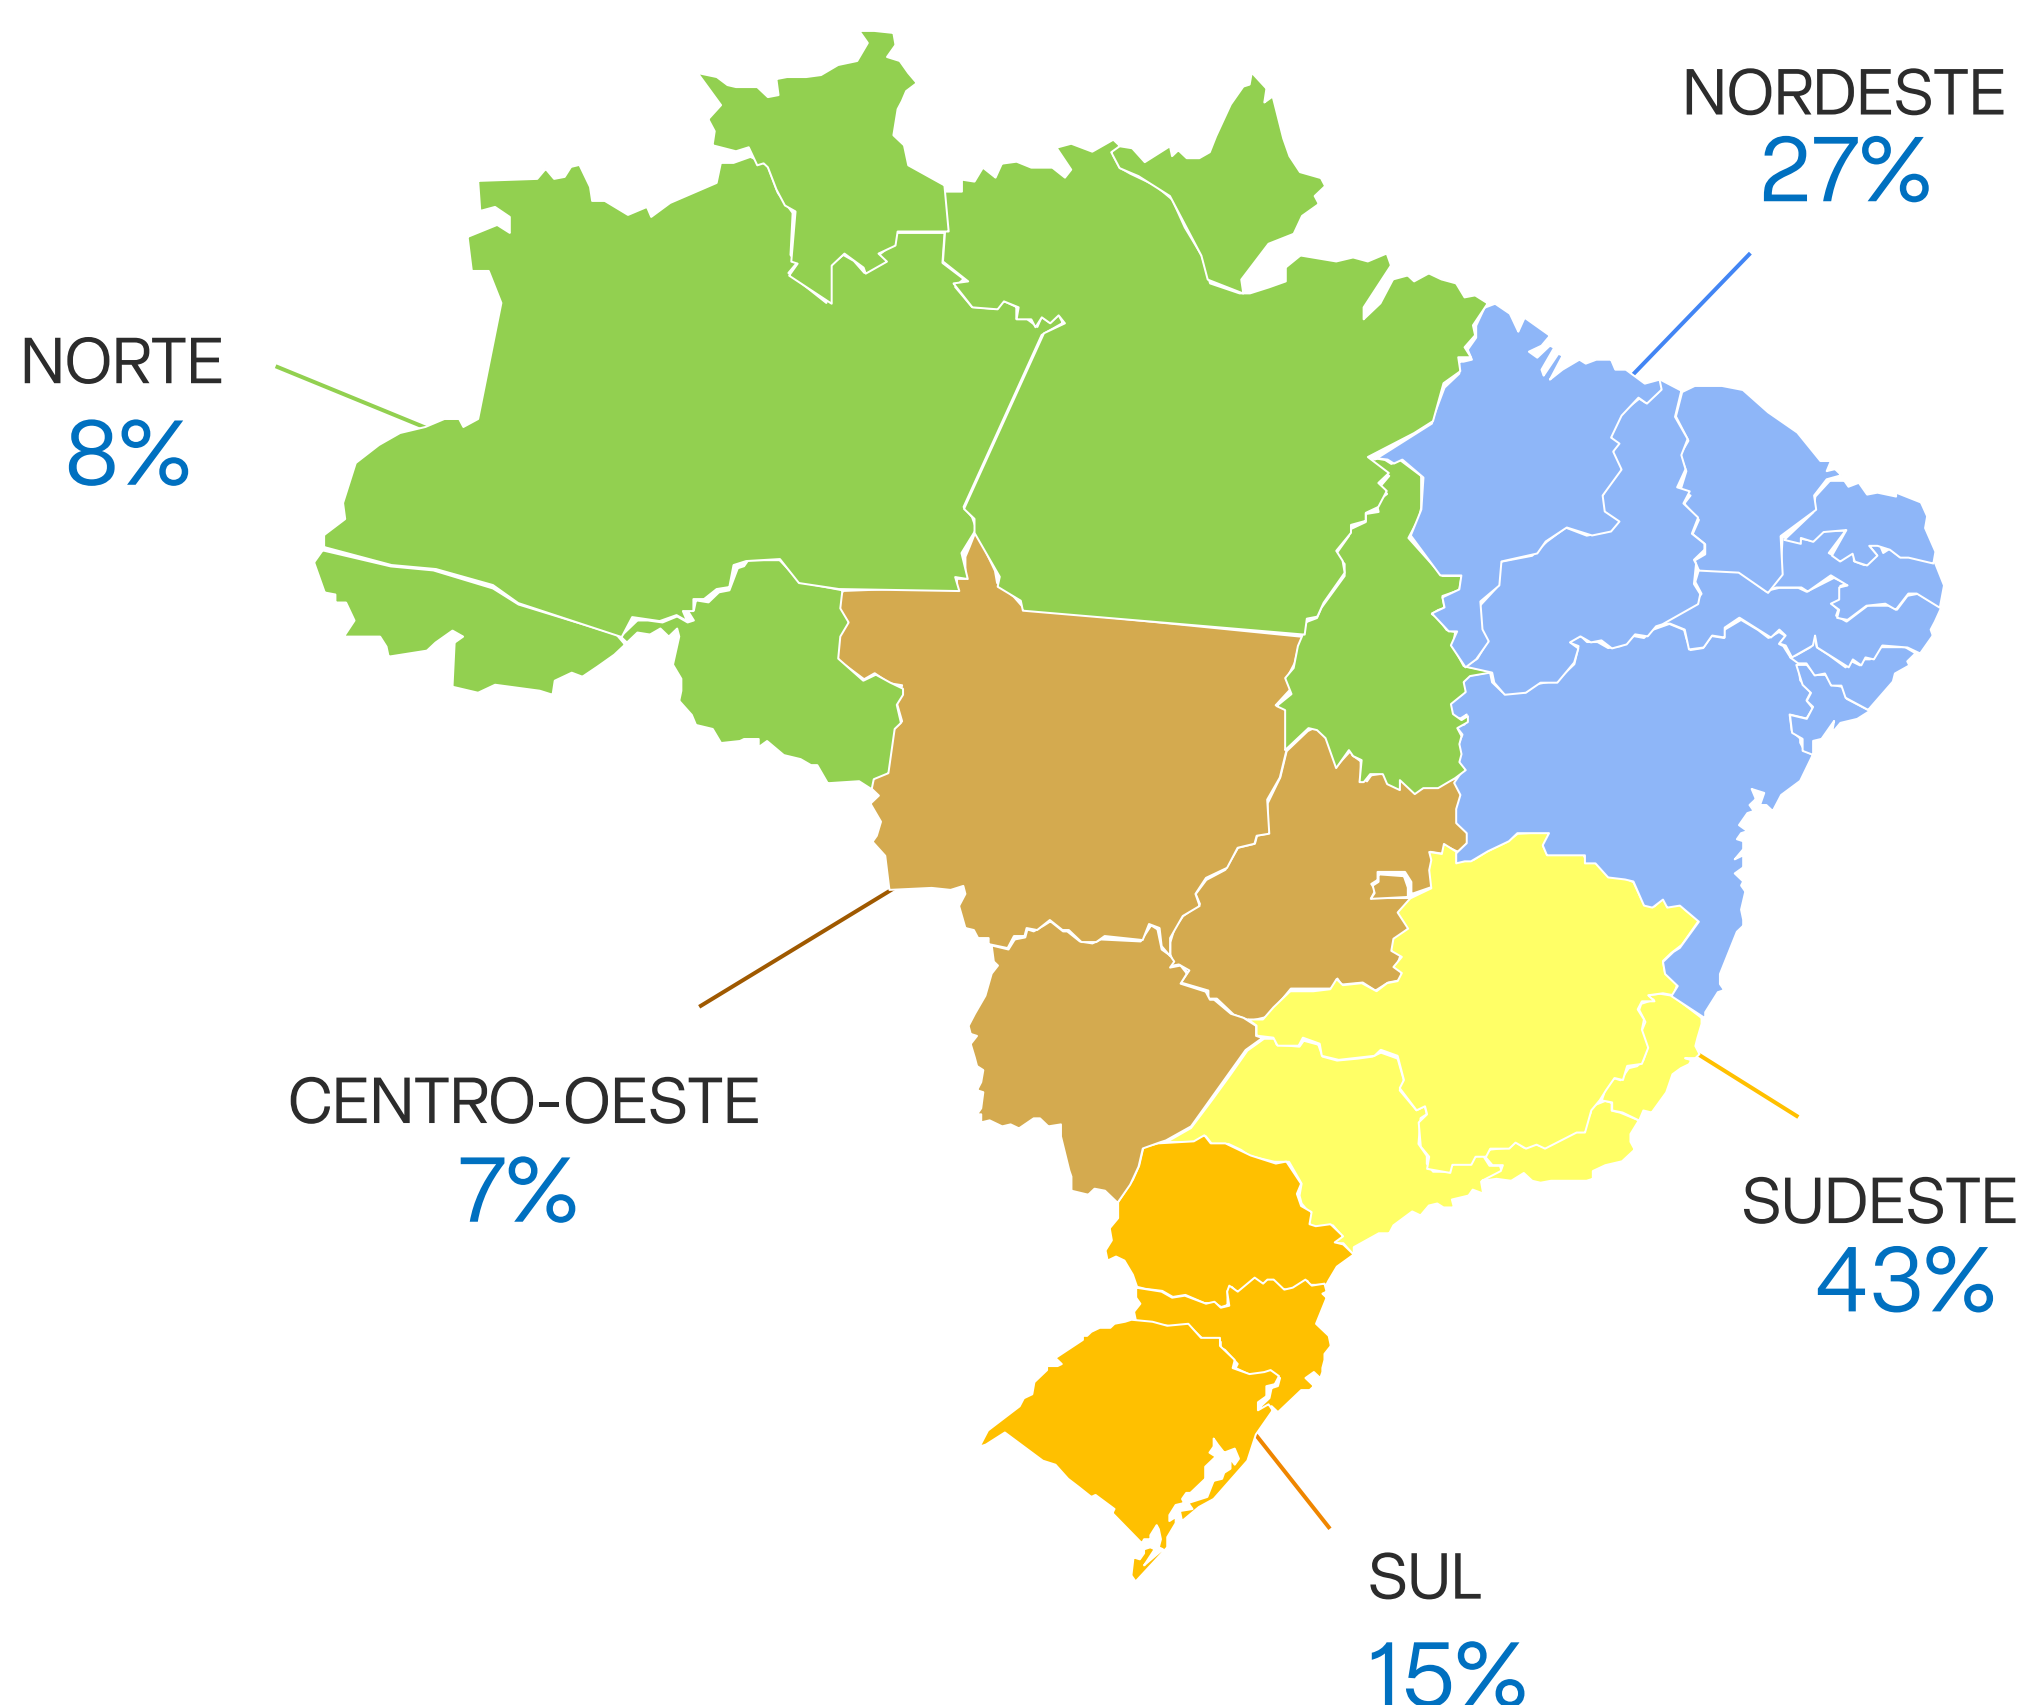 NORDESTE
27%
NORTE
8%
CENTRO-OESTE
7%
SUDESTE
43%
SUL
15%